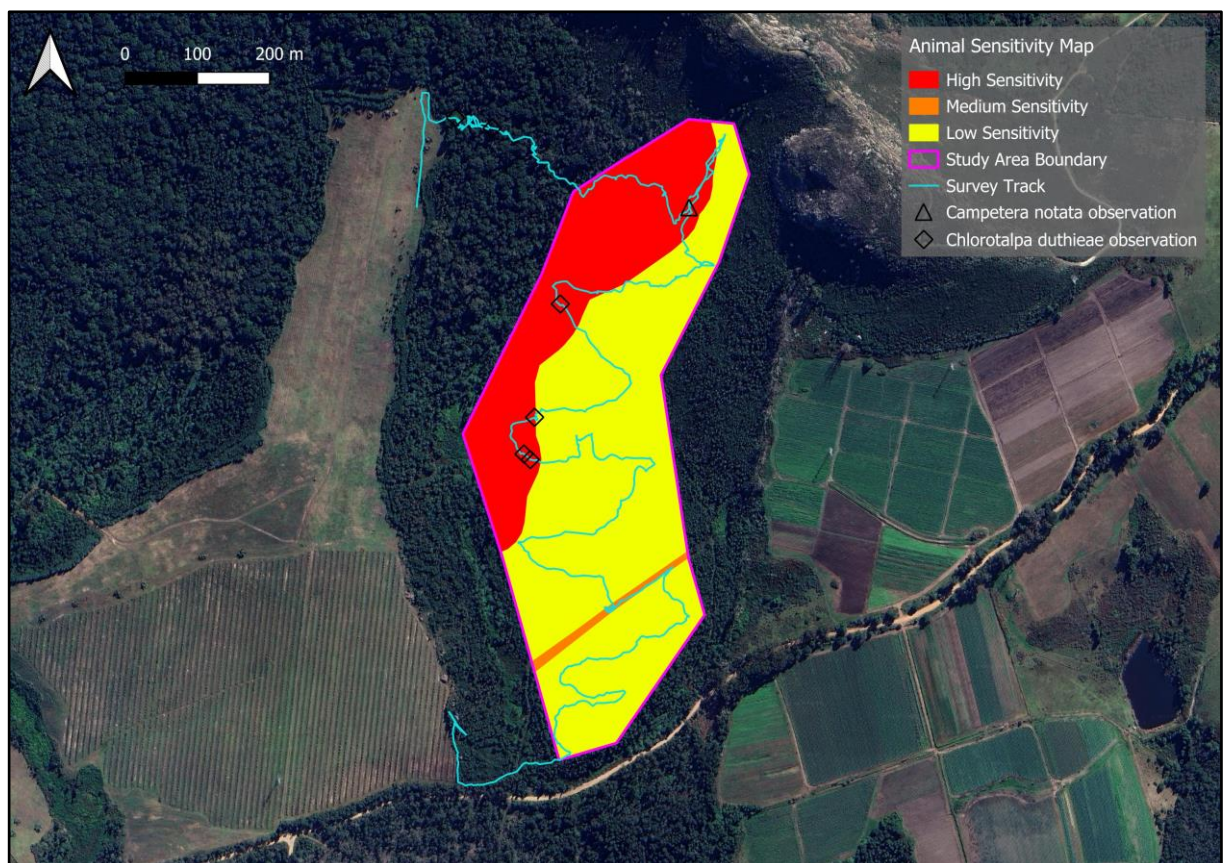 0 100 200 m
Animal Sensitivity Map
High Sensitivity
Medium Sensitivity
Low Sensitivity
Study Area Boundary
Survey Track
Campetera notata observation
Chlorotalpa duthieae observation